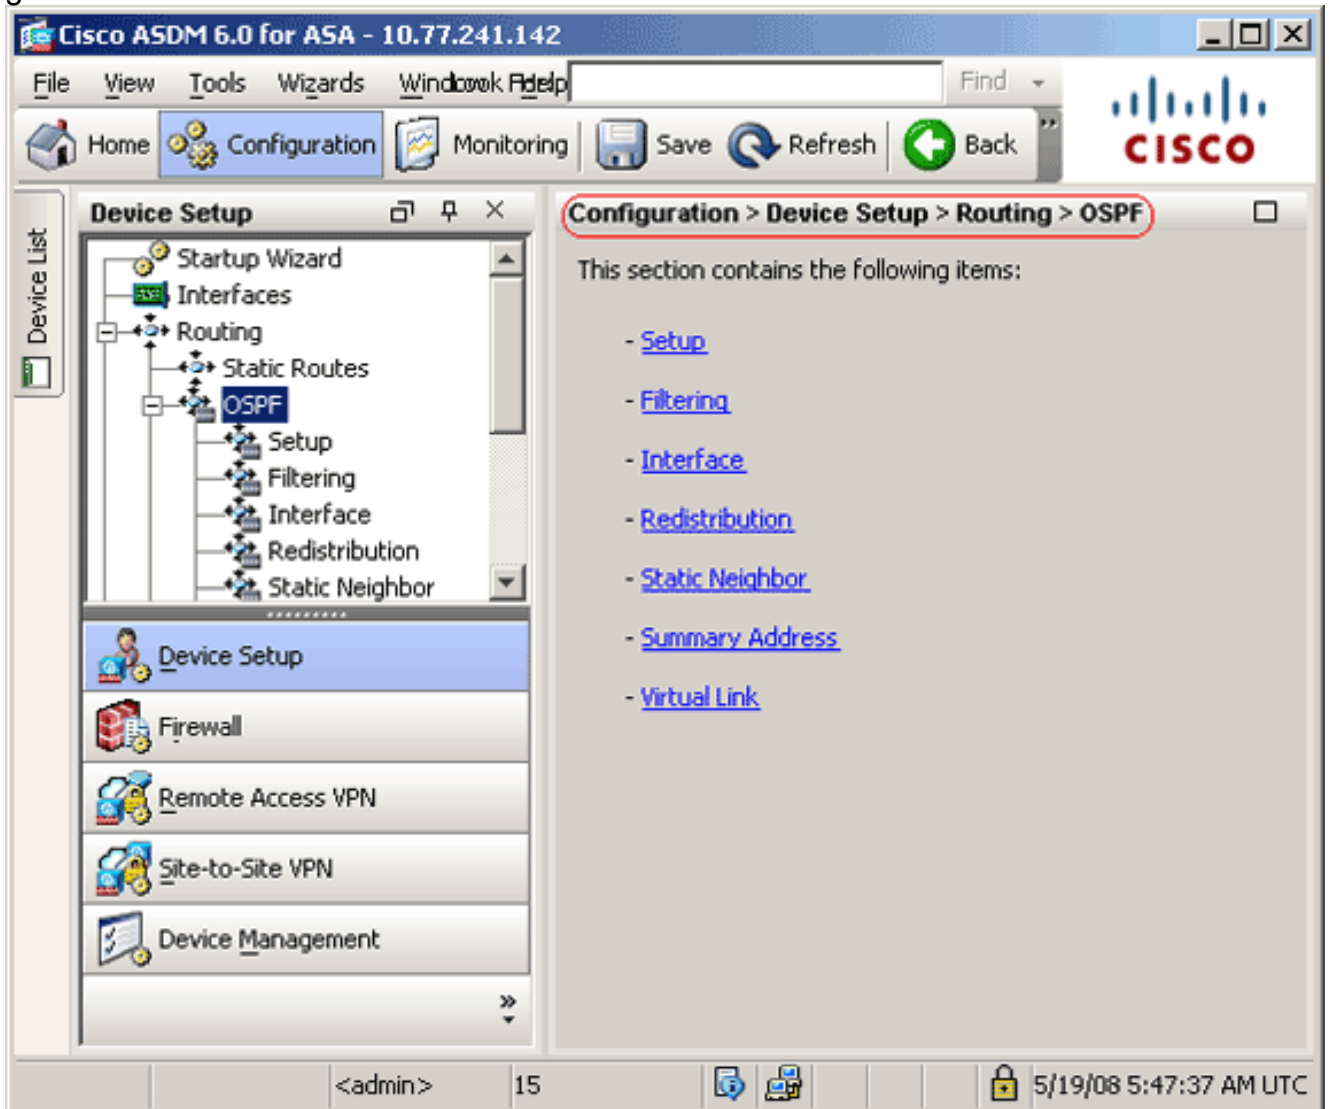 Cisco ASDM 6.0 for ASA - 10.77.241.142
File View Tools Wizards Window Help Find
Home Configuration Monitoring Save Refresh Back
CISCO
Device List
Device Setup
Startup Wizard
Interfaces
Routing
Static Routes
OSPF
Setup
Filtering
Interface
Redistribution
Static Neighbor
Device Setup
Firewall
Remote Access VPN
Site-to-Site VPN
Device Management
Configuration > Device Setup > Routing > OSPF
This section contains the following items:
- Setup
- Filtering
- Interface
- Redistribution
- Static Neighbor
- Summary Address
- Virtual Link
<admin> 15 5/19/08 5:47:37 AM UTC